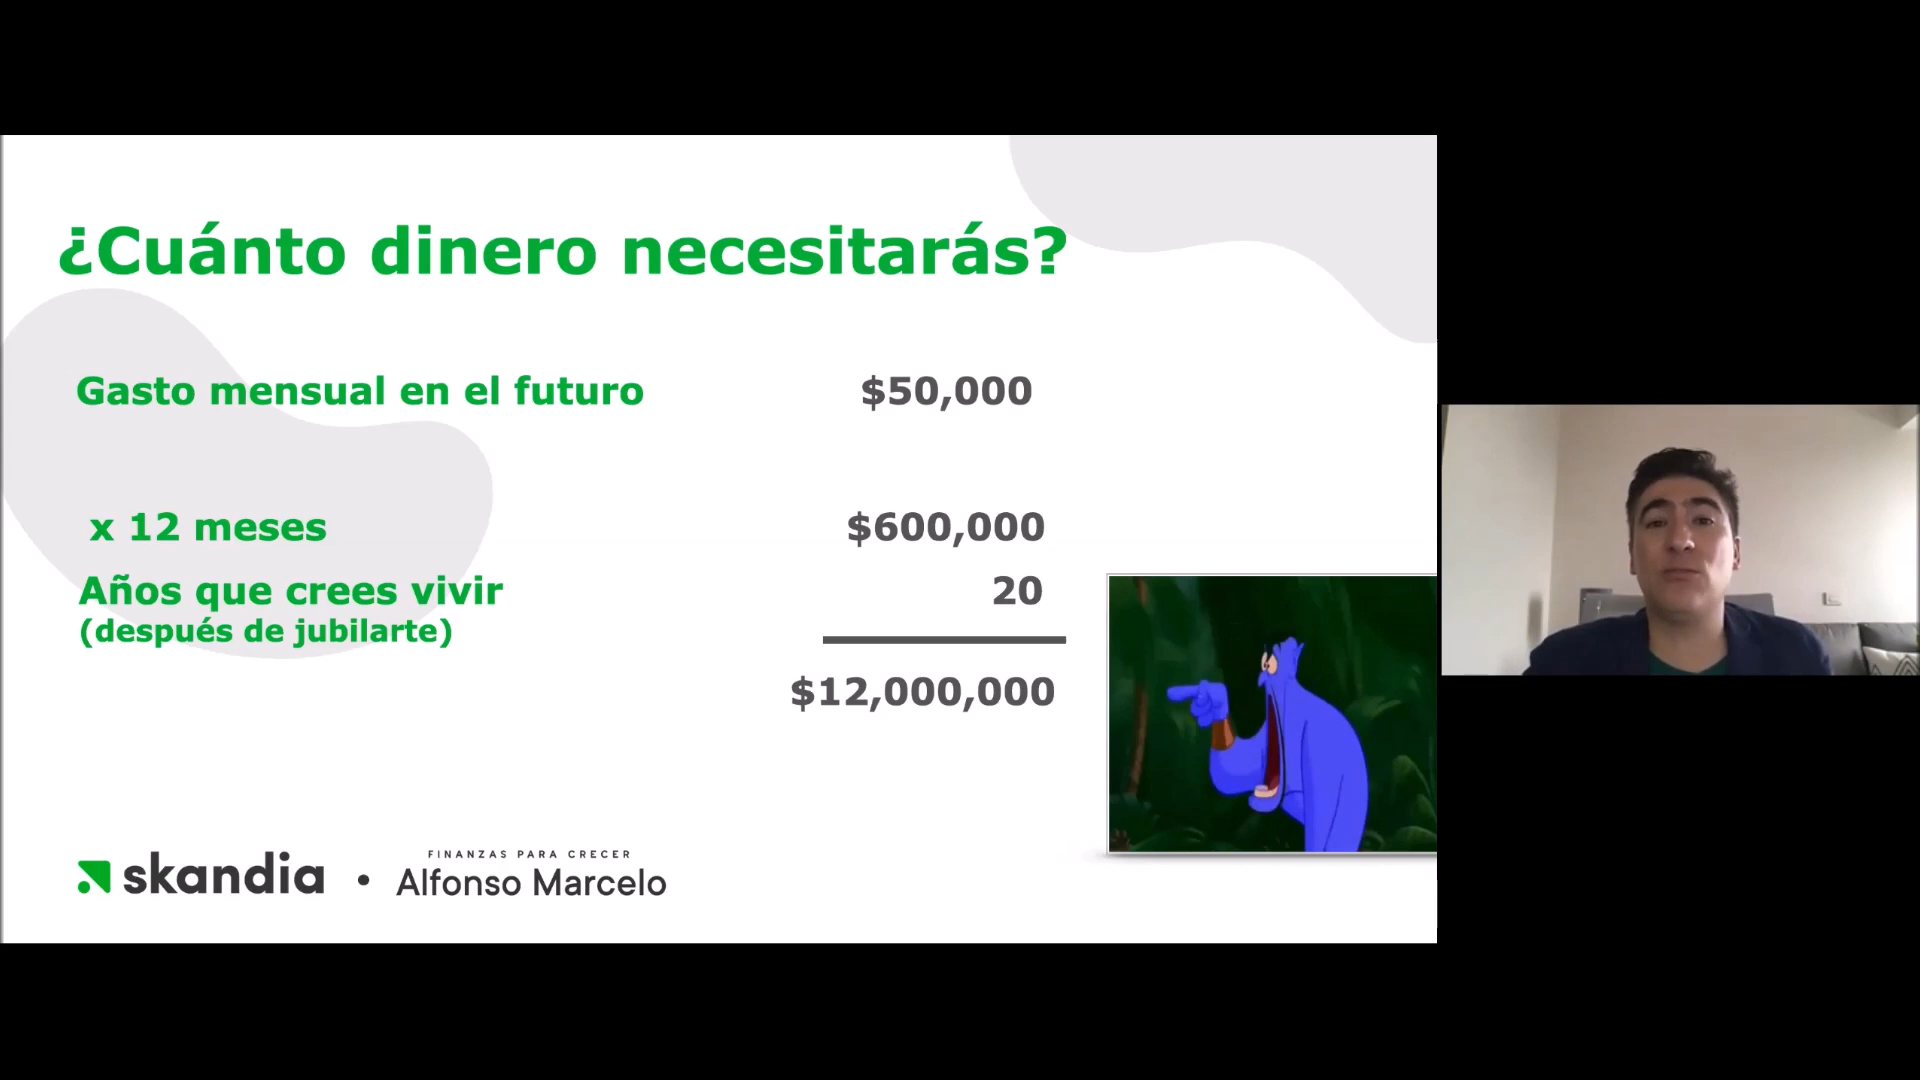 ¿Cuánto dinero necesitarás?
Gasto mensual en el futuro $50,000
x 12 meses $600,000
Años que crees vivir 20
(después de jubilarte)
$12,000,000
skandia • FINANZAS PARA CRECER
Alfonso Marcelo